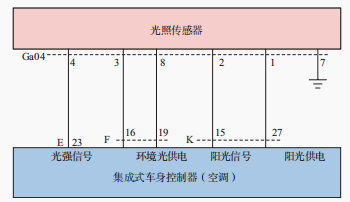 光照传感器
Ga04
4 3 8 2 1 7
E 23 F 16 19 K 15 27
光强信号 环境光供电 阳光信号 阳光供电
集成式车身控制器（空调）